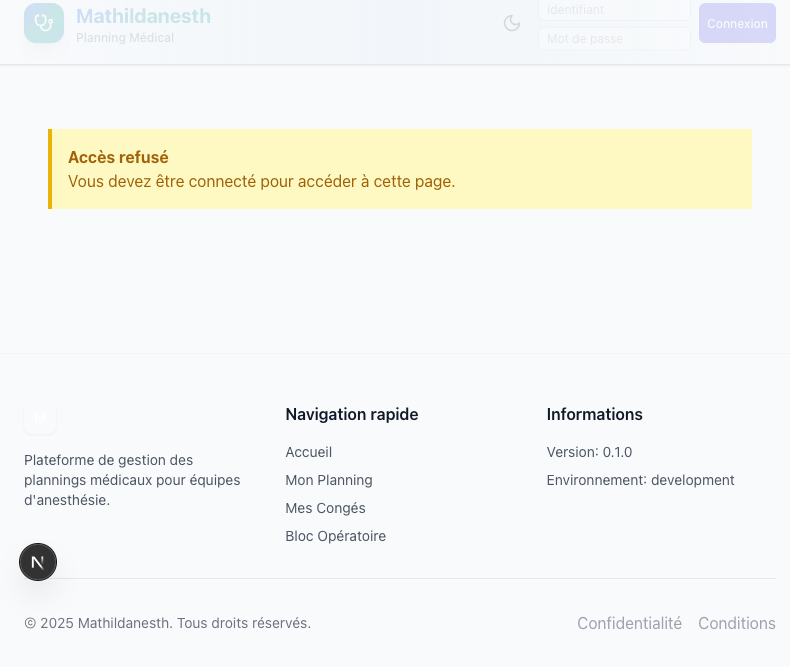 Mathildanesth
Planning Médical
Identifiant
Mot de passe
Connexion
Accès refusé
Vous devez être connecté pour accéder à cette page.
M
Plateforme de gestion des
plannings médicaux pour équipes
d'anesthésie.
Navigation rapide
Accueil
Mon Planning
Mes Congés
Bloc Opératoire
Informations
Version: 0.1.0
Environnement: development
N
© 2025 Mathildanesth. Tous droits réservés.
Confidentialité
Conditions